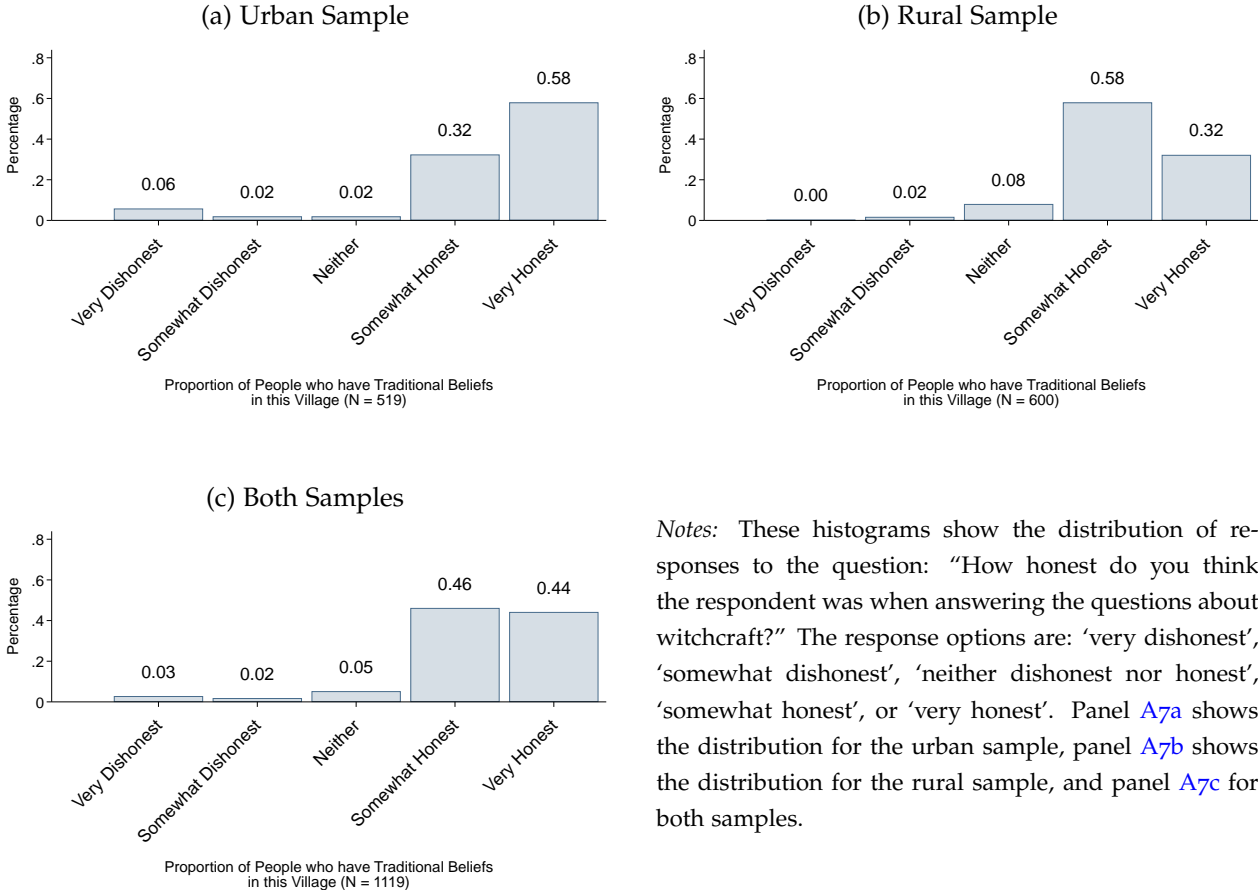 (a) Urban Sample
.8
.6
.4
.2
0
Percentage
0.06
0.02
0.02
0.32
0.58
Very Dishonest
Somewhat Dishonest
Neither
Somewhat Honest
Very Honest
Proportion of People who have Traditional Beliefs
in this Village (N = 519)
(b) Rural Sample
.8
.6
.4
.2
0
Percentage
0.00
0.02
0.08
0.58
0.32
Very Dishonest
Somewhat Dishonest
Neither
Somewhat Honest
Very Honest
Proportion of People who have Traditional Beliefs
in this Village (N = 600)
(c) Both Samples
.8
.6
.4
.2
0
Percentage
0.03
0.02
0.05
0.46
0.44
Very Dishonest
Somewhat Dishonest
Neither
Somewhat Honest
Very Honest
Proportion of People who have Traditional Beliefs
in this Village (N = 1119)
Notes: These histograms show the distribution of re-
sponses to the question: “How honest do you think
the respondent was when answering the questions about
witchcraft?” The response options are: ‘very dishonest’,
‘somewhat dishonest’, ‘neither dishonest nor honest’,
‘somewhat honest’, or ‘very honest’. Panel A7a shows
the distribution for the urban sample, panel A7b shows
the distribution for the rural sample, and panel A7c for
both samples.